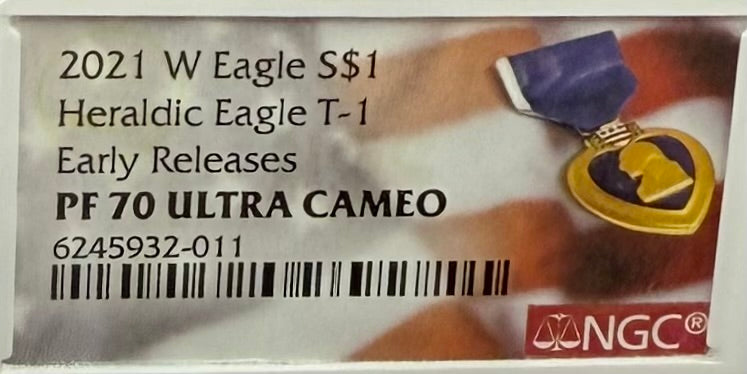 2021 W Eagle S$1
Heraldic Eagle T-1
Early Releases
PF 70 ULTRA CAMEO
6245932-011
NGC®